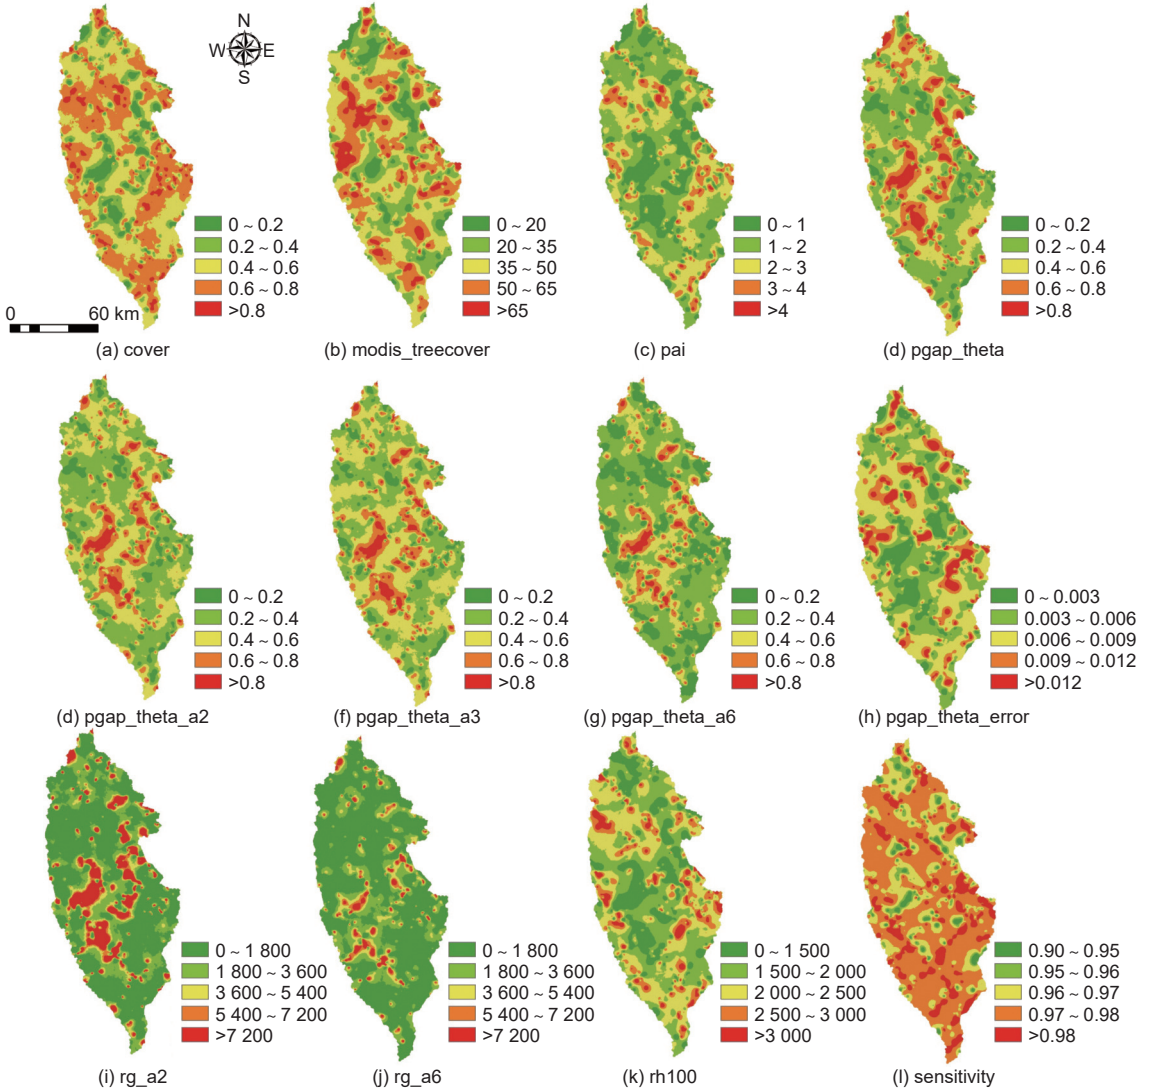 N
W E
S
0 ~ 0.2
0.2 ~ 0.4
0.4 ~ 0.6
0.6 ~ 0.8
>0.8
0 60 km
(a) cover
0 ~ 20
20 ~ 35
35 ~ 50
50 ~ 65
>65
(b) modis_treecover
0 ~ 1
1 ~ 2
2 ~ 3
3 ~ 4
>4
(c) pai
0 ~ 0.2
0.2 ~ 0.4
0.4 ~ 0.6
0.6 ~ 0.8
>0.8
(d) pgap_theta
0 ~ 0.2
0.2 ~ 0.4
0.4 ~ 0.6
0.6 ~ 0.8
>0.8
(d) pgap_theta_a2
0 ~ 0.2
0.2 ~ 0.4
0.4 ~ 0.6
0.6 ~ 0.8
>0.8
(f) pgap_theta_a3
0 ~ 0.2
0.2 ~ 0.4
0.4 ~ 0.6
0.6 ~ 0.8
>0.8
(g) pgap_theta_a6
0 ~ 0.003
0.003 ~ 0.006
0.006 ~ 0.009
0.009 ~ 0.012
>0.012
(h) pgap_theta_error
0 ~ 1 800
1 800 ~ 3 600
3 600 ~ 5 400
5 400 ~ 7 200
>7 200
(i) rg_a2
0 ~ 1 800
1 800 ~ 3 600
3 600 ~ 5 400
5 400 ~ 7 200
>7 200
(j) rg_a6
0 ~ 1 500
1 500 ~ 2 000
2 000 ~ 2 500
2 500 ~ 3 000
>3 000
(k) rh100
0.90 ~ 0.95
0.95 ~ 0.96
0.96 ~ 0.97
0.97 ~ 0.98
>0.98
(l) sensitivity